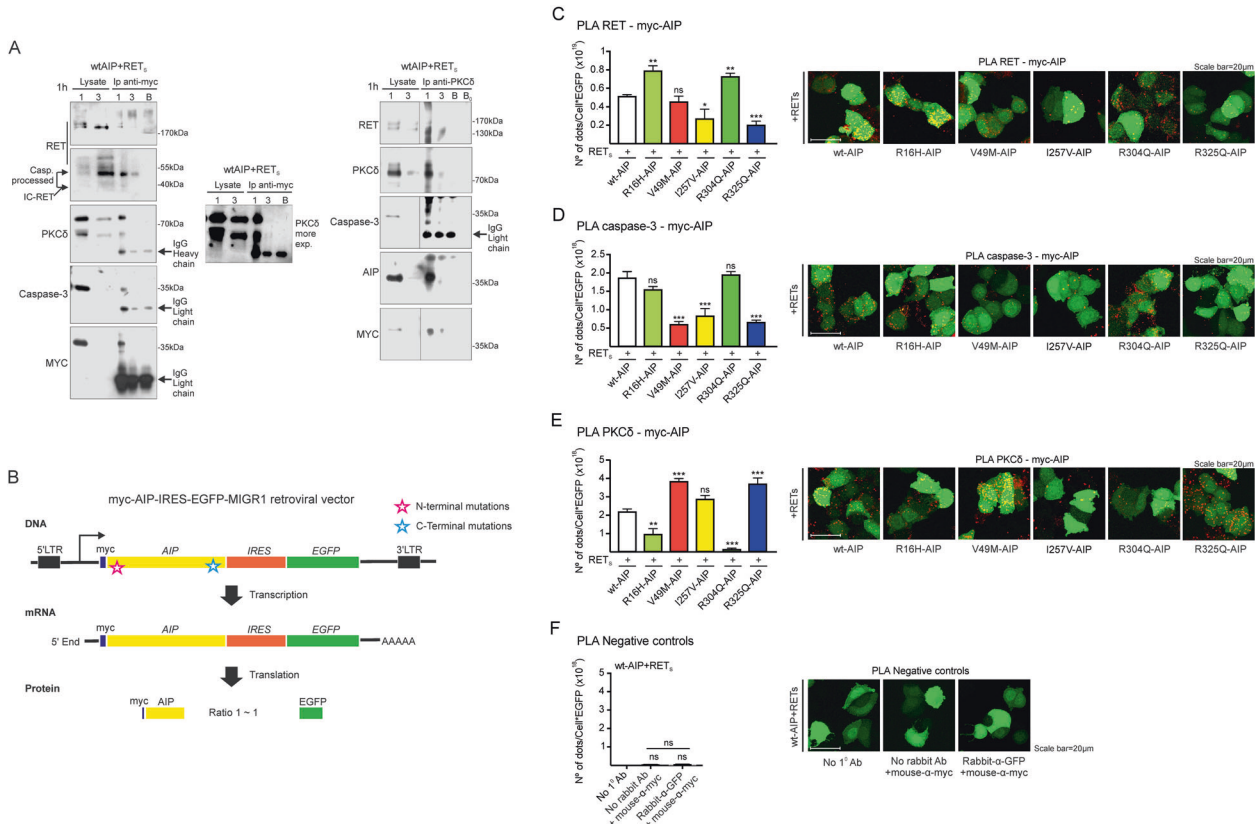 A
wtAIP+RETS
Lysate Ip anti-myc
1h
1 3 1 3 B
-170kDa
RET
-55kDa
Casp.
processed
-40kDa
IC-RET
-70kDa
PKCδ
IgG
Heavy
chain
-35kDa
Caspase-3
IgG
Light
chain
-35kDa
MYC
IgG
Light
chain
wtAIP+RETS
Lysate Ip anti-myc
1 3 1 3 B
PKCδ
more
exp.
wtAIP+RETS
Lysate Ip anti-PKCδ
1h
1 3 1 3 B
RET
-170kDa
-130kDa
PKCδ
-70kDa
Caspase-3
-35kDa
IgG
Light chain
AIP
-35kDa
MYC
-35kDa
B
myc-AIP-IRES-EGFP-MIGR1 retroviral vector
N-terminal mutations
C-Terminal mutations
DNA
5'LTR myc AIP IRES EGFP 3'LTR
Transcription
mRNA
myc AIP IRES EGFP
5' End AAAAA
Translation
Protein
myc AIP Ratio 1 ~ 1 EGFP
C
PLA RET - myc-AIP
Nº of dots/Cell*EGFP (x10¹⁸)
1.0
0.8
0.6
0.4
0.2
** ns * ** ***
RETS + + + + + +
wt-AIP R16H-AIP V49M-AIP I257V-AIP R304Q-AIP R325Q-AIP
PLA RET - myc-AIP
Scale bar=20µm
+RETs
wt-AIP R16H-AIP V49M-AIP I257V-AIP R304Q-AIP R325Q-AIP
D
PLA caspase-3 - myc-AIP
Nº of dots/Cell*EGFP (x10¹⁸)
2.5
2.0
1.5
1.0
0.5
ns *** *** ns ***
RETS + + + + + +
wt-AIP R16H-AIP V49M-AIP I257V-AIP R304Q-AIP R325Q-AIP
PLA caspase-3 - myc-AIP
Scale bar=20µm
+RETs
wt-AIP R16H-AIP V49M-AIP I257V-AIP R304Q-AIP R325Q-AIP
E
PLA PKCδ - myc-AIP
Nº of dots/Cell*EGFP (x10¹⁸)
5
4
3
2
1
** *** ns *** ***
RETS + + + + + +
wt-AIP R16H-AIP V49M-AIP I257V-AIP R304Q-AIP R325Q-AIP
PLA PKCδ - myc-AIP
Scale bar=20µm
+RETs
wt-AIP R16H-AIP V49M-AIP I257V-AIP R304Q-AIP R325Q-AIP
F
PLA Negative controls
wt-AIP+RETS
Nº of dots/Cell*EGFP (x10¹⁸)
5
4
3
2
1
ns
ns ns
No 1º Ab
No rabbit Ab
+ mouse-α-myc
Rabbit-α-GFP
+ mouse-α-myc
PLA Negative controls
wt-AIP+RETs
Scale bar=20µm
No 1º Ab
No rabbit Ab
+mouse-α-myc
Rabbit-α-GFP
+mouse-α-myc